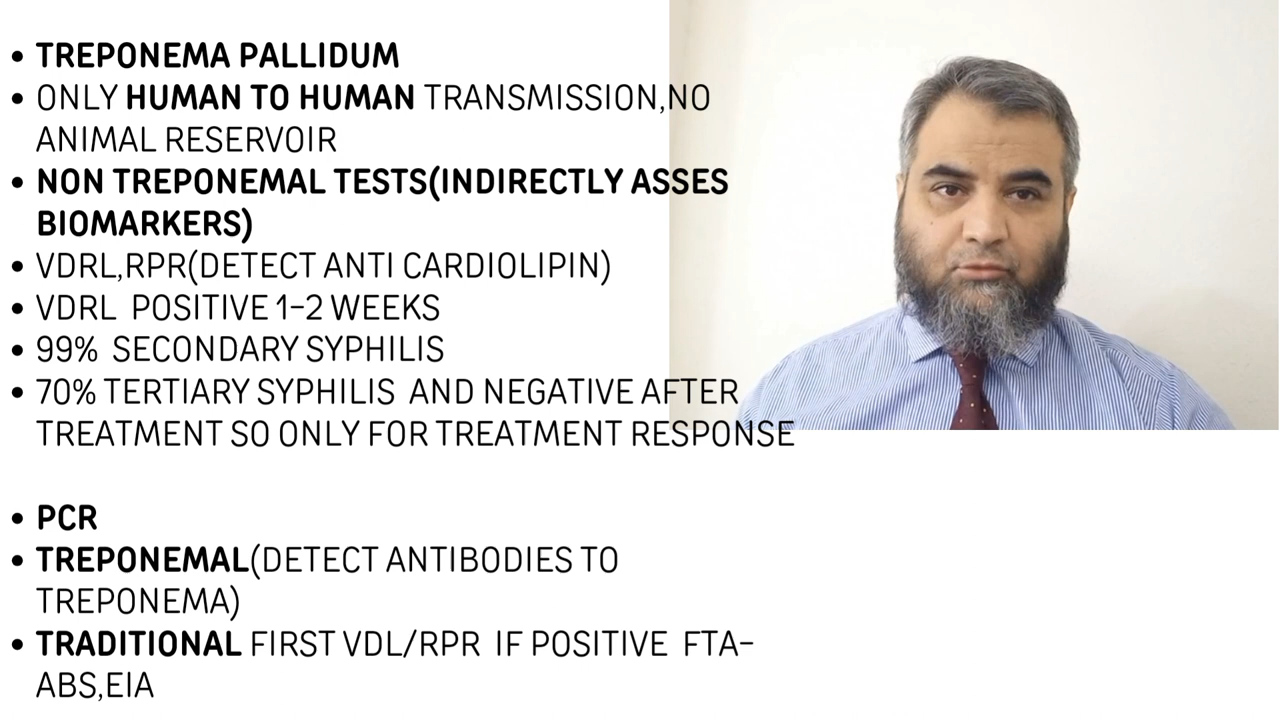 • TREPONEMA PALLIDUM
• ONLY HUMAN TO HUMAN TRANSMISSION,NO
ANIMAL RESERVOIR
• NON TREPONEMAL TESTS(INDIRECTLY ASSES
BIOMARKERS)
• VDRL,RPR(DETECT ANTI CARDIOLIPIN)
• VDRL POSITIVE 1-2 WEEKS
• 99% SECONDARY SYPHILIS
• 70% TERTIARY SYPHILIS AND NEGATIVE AFTER
TREATMENT SO ONLY FOR TREATMENT RESPONSE
• PCR
• TREPONEMAL(DETECT ANTIBODIES TO
TREPONEMA)
• TRADITIONAL FIRST VDL/RPR IF POSITIVE FTA-
ABS,EIA